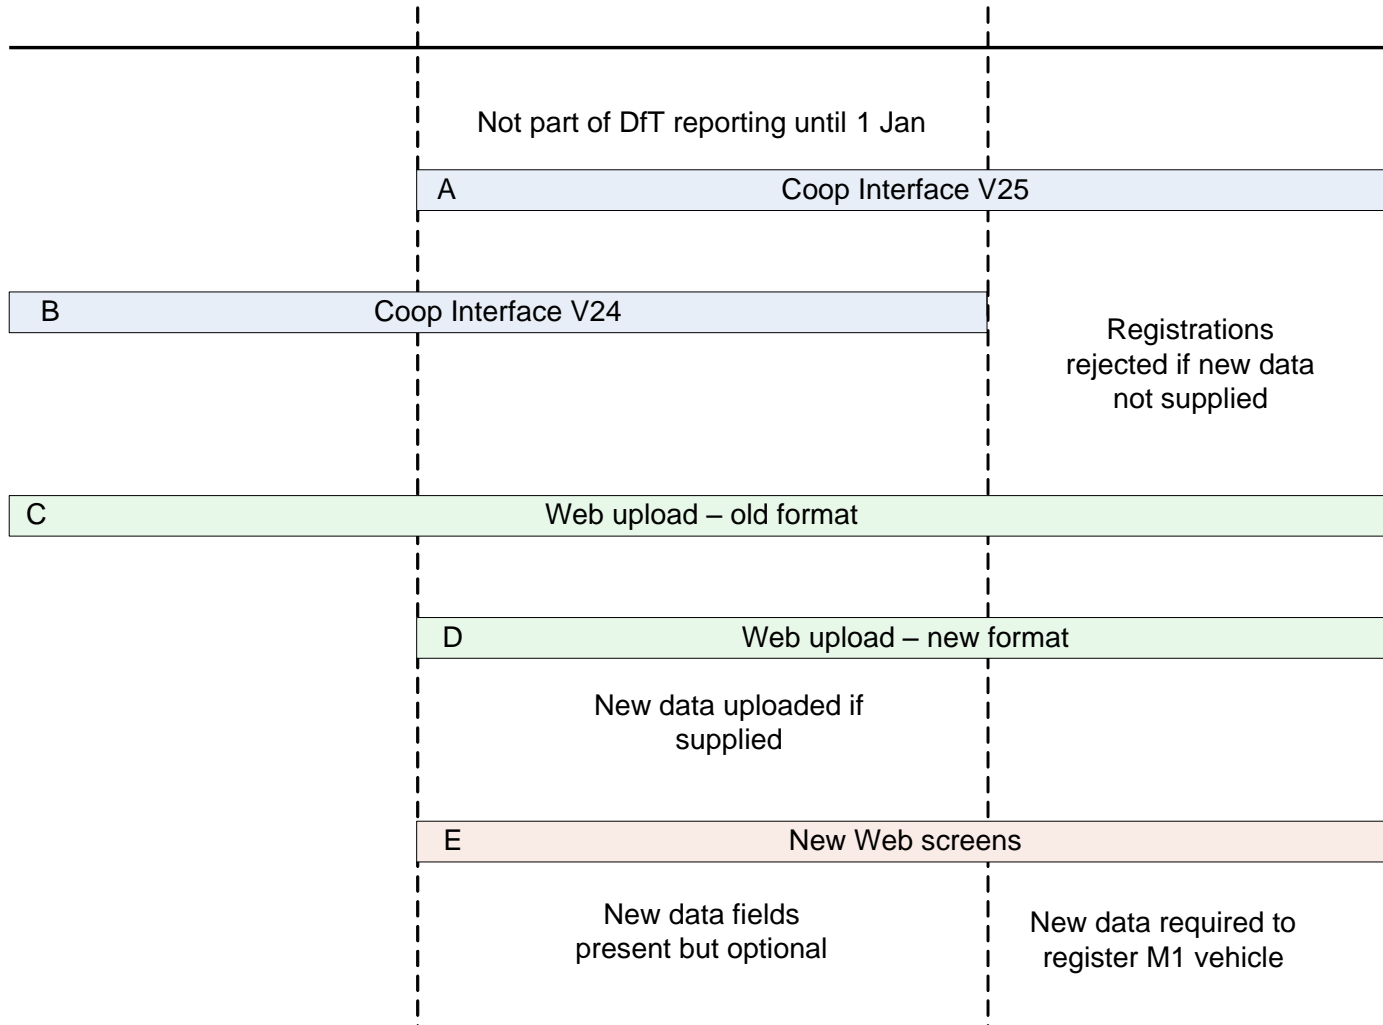 Not part of DfT reporting until 1 Jan
A Coop Interface V25
B Coop Interface V24
Registrations
rejected if new data
not supplied
C Web upload – old format
D Web upload – new format
New data uploaded if
supplied
E New Web screens
New data fields
present but optional
New data required to
register M1 vehicle